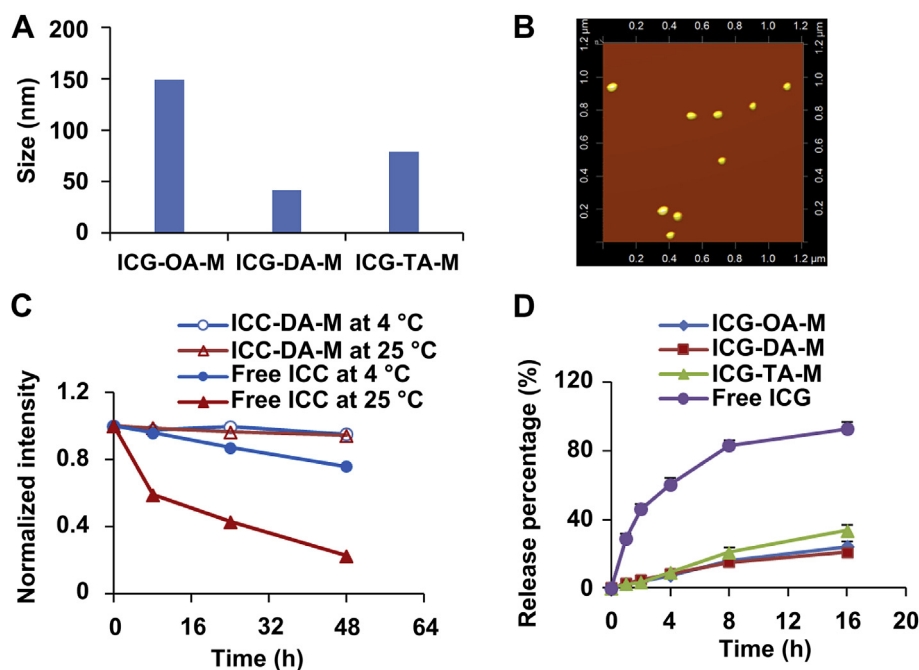 A
Size (nm)
200
150
100
50
0
ICG-OA-M ICG-DA-M ICG-TA-M
B
0.2 0.4 0.6 0.8 1.0 1.2 µm
1.2 µm
1.0
0.8
0.6
0.4
0.2
1.2 µm
1.0
0.8
0.6
0.4
0.2
0.2 0.4 0.6 0.8 1.0 1.2 µm
C
ICC-DA-M at 4 °C
ICC-DA-M at 25 °C
Free ICC at 4 °C
Free ICC at 25 °C
Normalized intensity
1.2
0.8
0.4
0
0 16 32 48 64
Time (h)
D
ICG-OA-M
ICG-DA-M
ICG-TA-M
Free ICG
Release percentage (%)
120
80
40
0
0 4 8 12 16 20
Time (h)